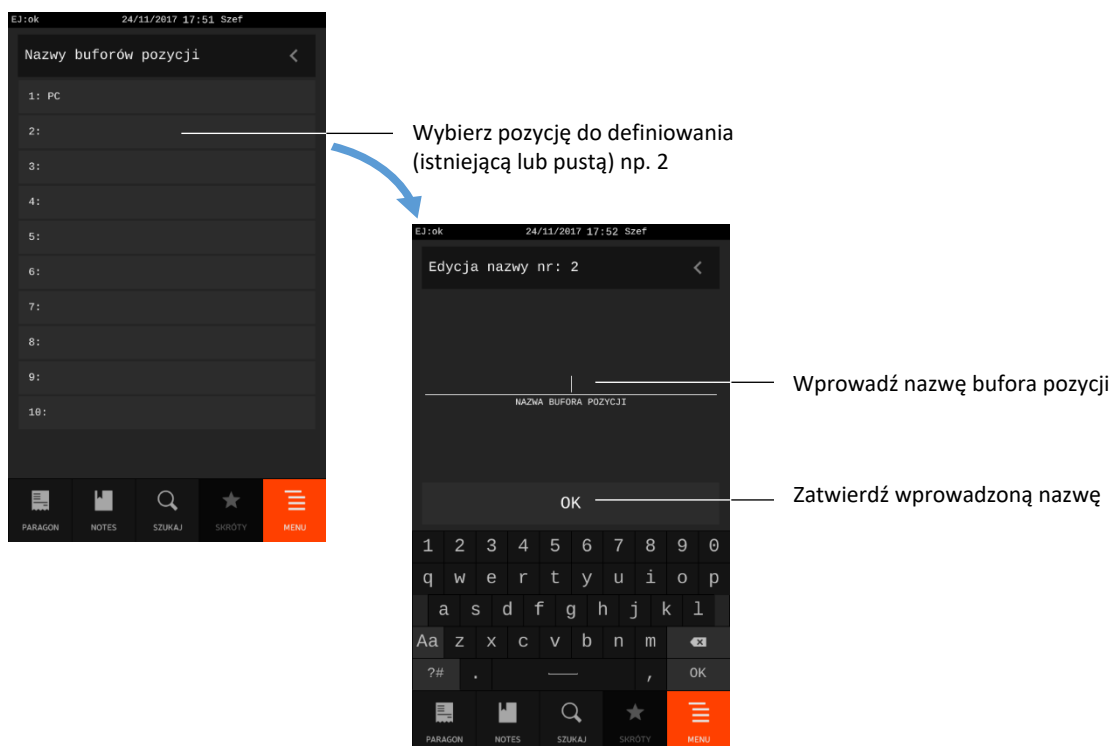 EJ:ok 24/11/2017 17:51 Szef
Nazwy buforów pozycji
1: PC
2:
3:
4:
5:
6:
7:
8:
9:
10:
PARAGON NOTES SZUKAJ SKRÓTY MENU
Wybierz pozycję do definiowania
(istniejącą lub pustą) np. 2
EJ:ok 24/11/2017 17:52 Szef
Edycja nazwy nr: 2
NAZWA BUFORA POZYCJI
Wprowadź nazwę bufora pozycji
OK
Zatwierdź wprowadzoną nazwę
1 2 3 4 5 6 7 8 9 0
q w e r t y u i o p
a s d f g h j k l
Aa z x c v b n m
?# . , OK
PARAGON NOTES SZUKAJ SKRÓTY MENU